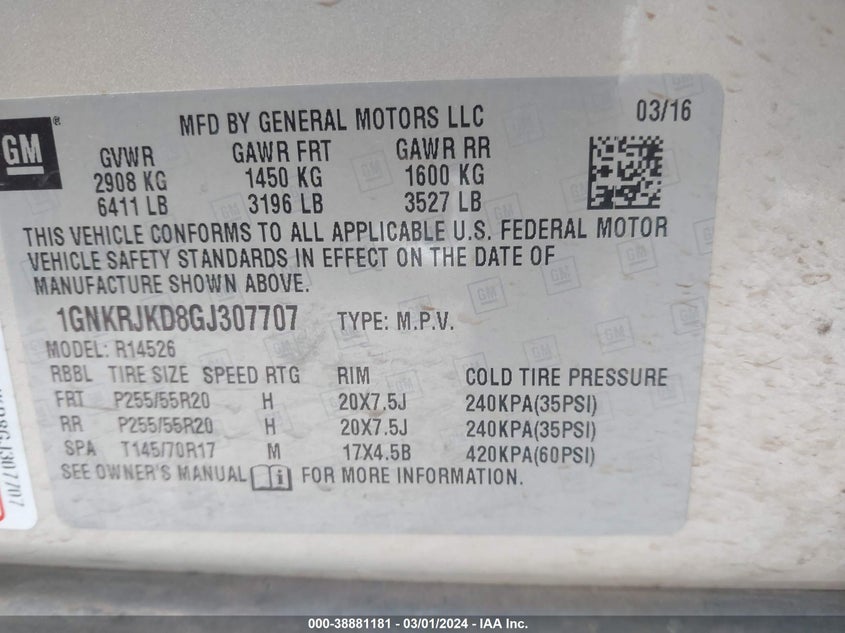 GM ®
MFD BY GENERAL MOTORS LLC 03/16
GVWR GAWR FRT GAWR RR
2908 KG 1450 KG 1600 KG
6411 LB 3196 LB 3527 LB
THIS VEHICLE CONFORMS TO ALL APPLICABLE U.S. FEDERAL MOTOR
VEHICLE SAFETY STANDARDS IN EFFECT ON THE DATE OF
MANUFACTURE SHOWN ABOVE.
1GNKRJKD8GJ307707 TYPE: M.P.V.
MODEL: R14526
RBBL TIRE SIZE SPEED RTG RIM COLD TIRE PRESSURE
FRT P255/55R20 H 20X7.5J 240KPA(35PSI)
RR P255/55R20 H 20X7.5J 240KPA(35PSI)
SPA T145/70R17 M 17X4.5B 420KPA(60PSI)
SEE OWNER'S MANUAL FOR MORE INFORMATION.
000-38881181 - 03/01/2024 - IAA Inc.